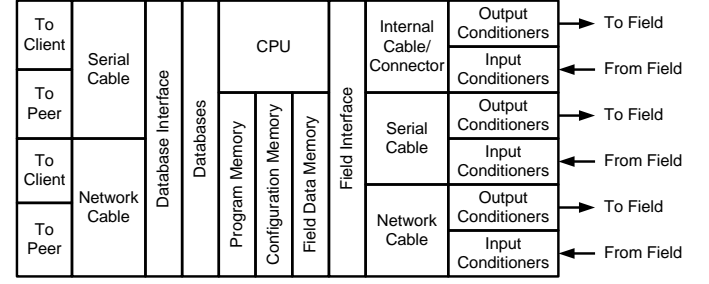 To
Client
To
Peer
To
Client
To
Peer
Serial
Cable
Network
Cable
Database Interface
Databases
CPU
Program Memory
Configuration Memory
Field Data Memory
Field Interface
Internal
Cable/
Connector
Serial
Cable
Network
Cable
Output
Conditioners
Input
Conditioners
Output
Conditioners
Input
Conditioners
Output
Conditioners
Input
Conditioners
To Field
From Field
To Field
From Field
To Field
From Field